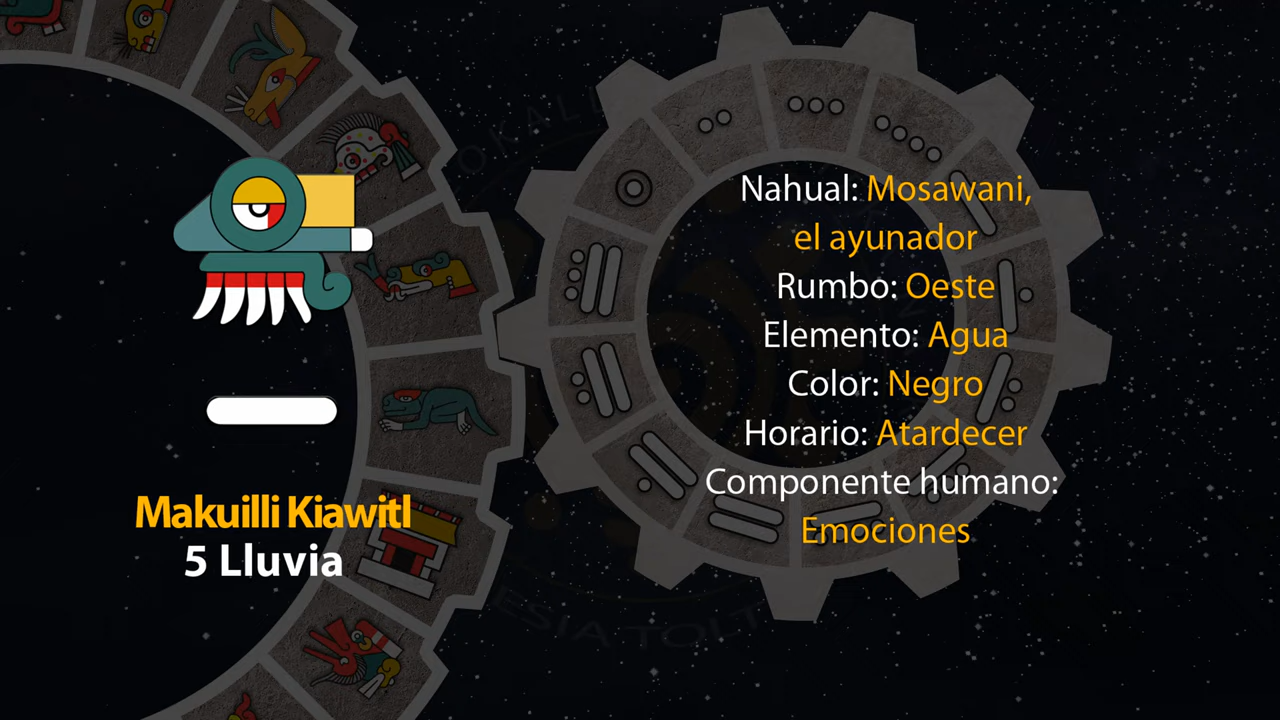 Makuilli Kiawitl
5 Lluvia
Nahual: Mosawani,
el ayunador
Rumbo: Oeste
Elemento: Agua
Color: Negro
Horario: Atardecer
Componente humano:
Emociones